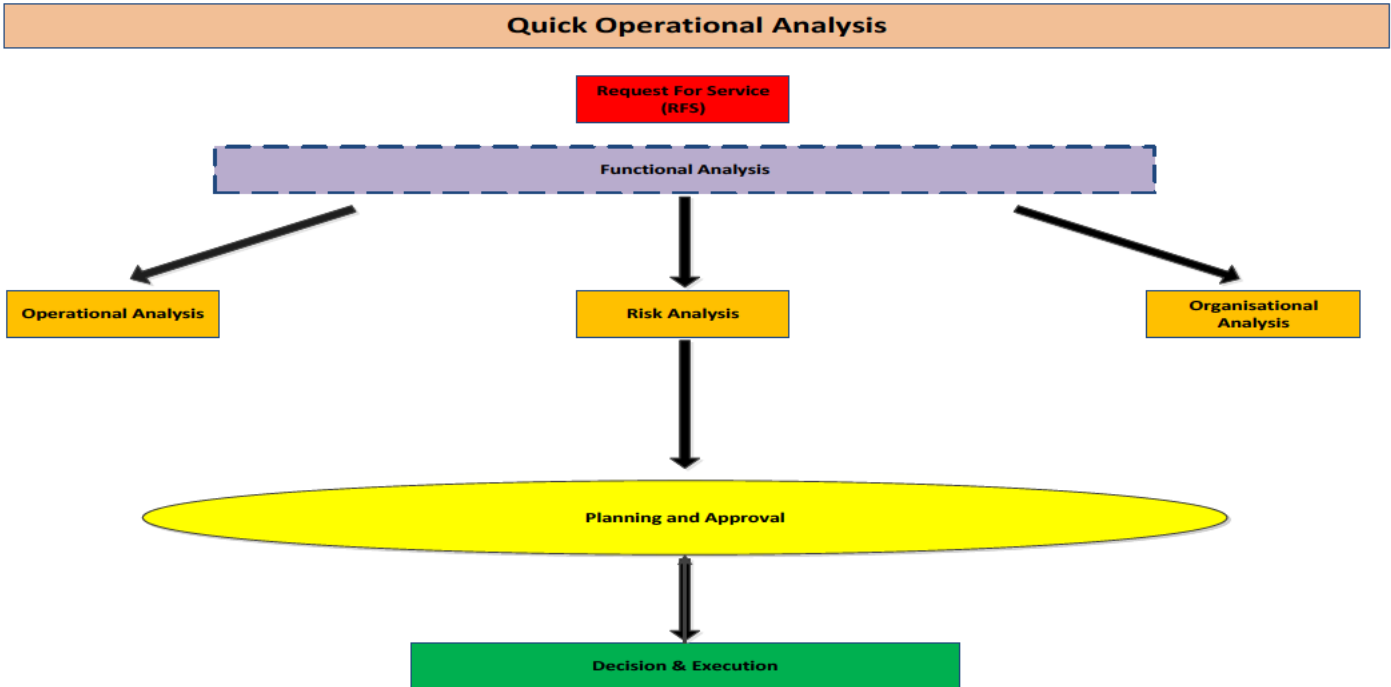 Quick Operational Analysis
Request For Service
(RFS)
Functional Analysis
Operational Analysis
Risk Analysis
Organisational
Analysis
Planning and Approval
Decision & Execution